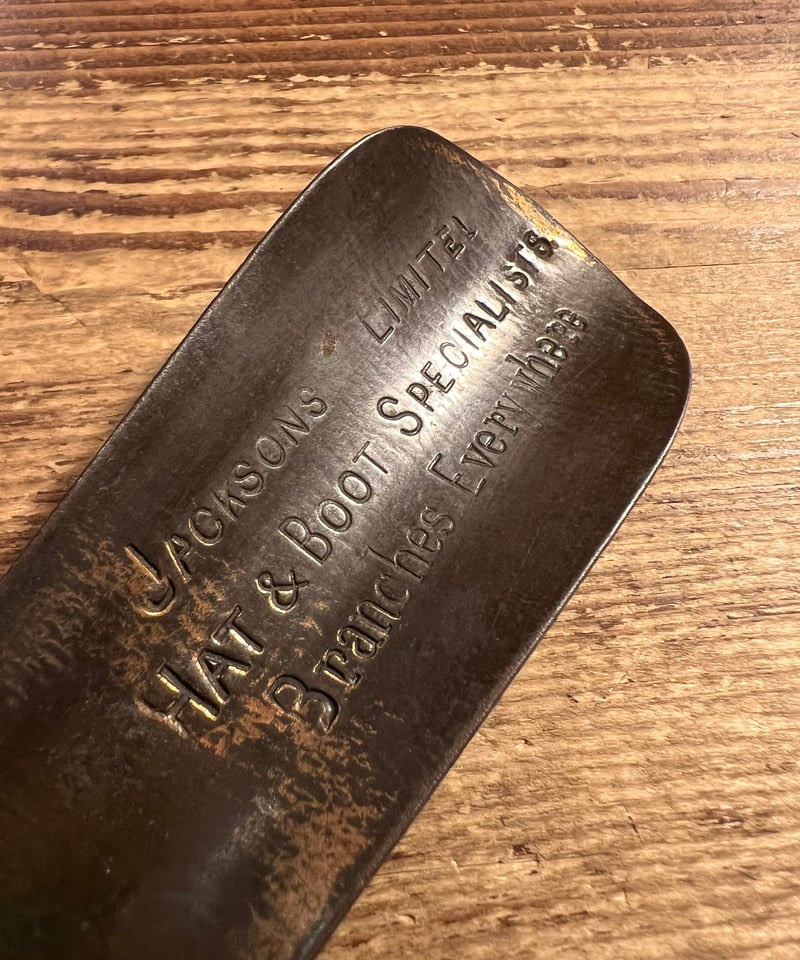 JACKSONS LIMITED
HAT & BOOT SPECIALISTS.
Branches Everywhere